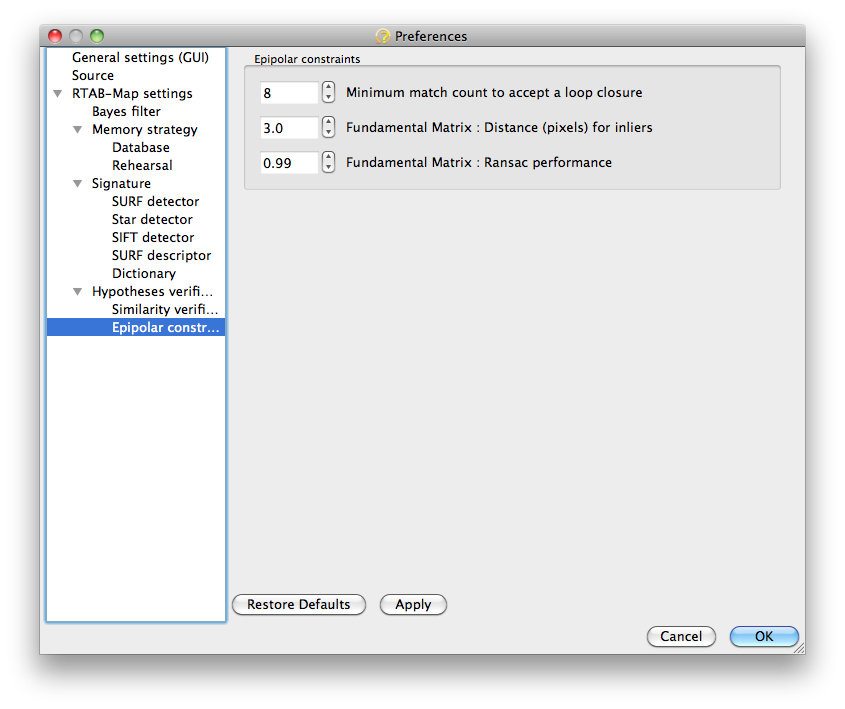 Preferences
General settings (GUI)
Source
RTAB-Map settings
Bayes filter
Memory strategy
Database
Rehearsal
Signature
SURF detector
Star detector
SIFT detector
SURF descriptor
Dictionary
Hypotheses verifi...
Similarity verifi...
Epipolar constr...
Epipolar constraints
8 Minimum match count to accept a loop closure
3.0 Fundamental Matrix : Distance (pixels) for inliers
0.99 Fundamental Matrix : Ransac performance
Restore Defaults Apply
Cancel OK